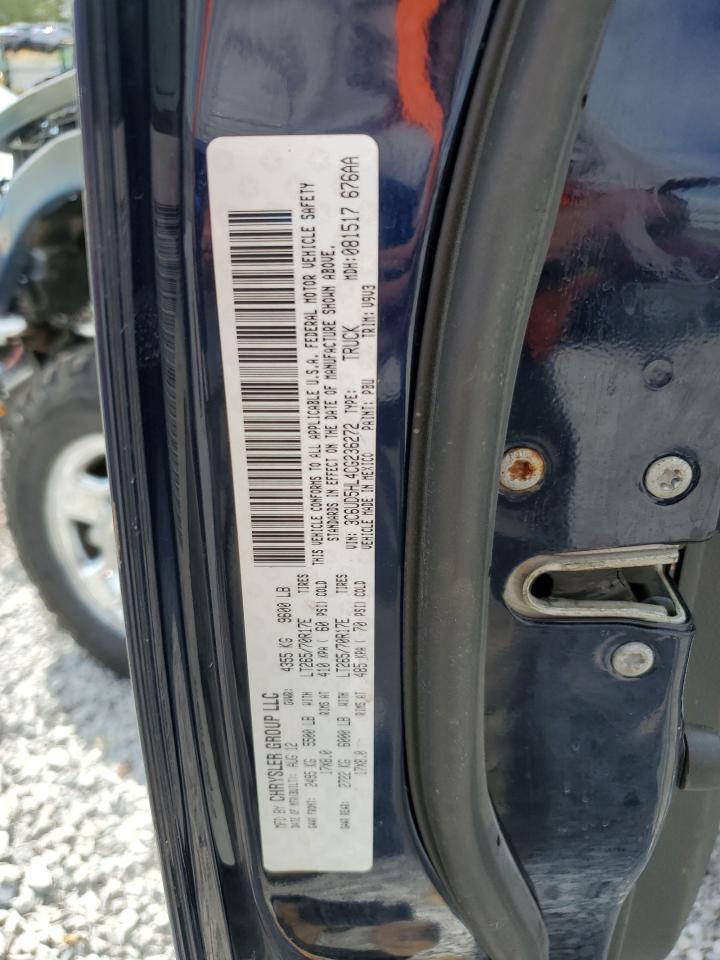 MFD BY CHRYSLER GROUP LLC
DATE OF MFR(BUILT): AUG 12 GVWR: 4355 KG 9600 LB
GAWR FRONT: 2495 KG 5500 LB WITH LT265/70R17E TIRES
17X8.0 RIMS AT 410 KPA ( 60 PSI) COLD
GAWR REAR: 2722 KG 6000 LB WITH LT265/70R17E TIRES
17X8.0 RIMS AT 485 KPA ( 70 PSI) COLD
THIS VEHICLE CONFORMS TO ALL APPLICABLE U.S.A. FEDERAL MOTOR VEHICLE SAFETY
STANDARDS IN EFFECT ON THE DATE OF MANUFACTURE SHOWN ABOVE.
VIN: 3C6UD5HL4CG236272 TYPE: TRUCK MDH: 081517 676AA
VEHICLE MADE IN MEXICO PAINT: PBU TRIM: V9V3